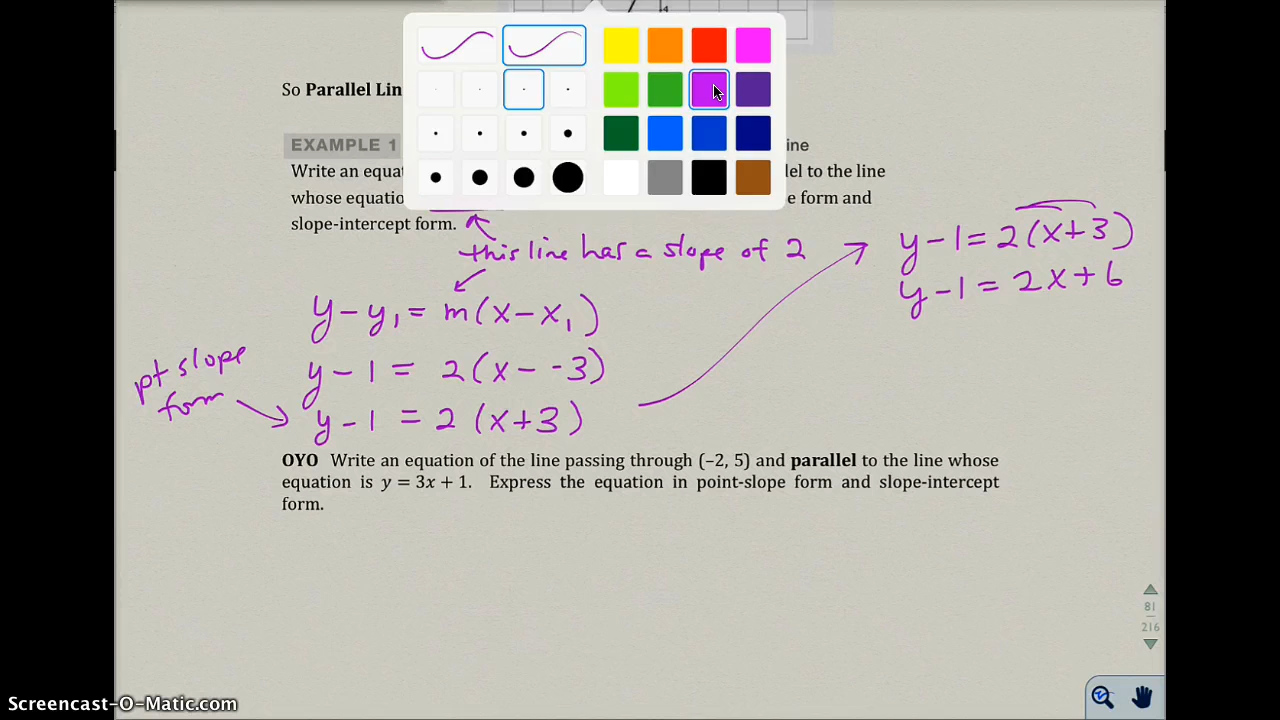 So Parallel Lin
EXAMPLE 1 ine
Write an equat el to the line
whose equation e form and
slope-intercept form.
this line has a slope of 2
y-1=2(x+3)
y-1=2x+6
y-y₁=m(x-x₁)
y-1=2(x--3)
pt slope form
y-1=2(x+3)
OYO Write an equation of the line passing through (–2, 5) and parallel to the line whose
equation is y = 3x + 1. Express the equation in point-slope form and slope-intercept
form.
81
216
Screencast-O-Matic.com